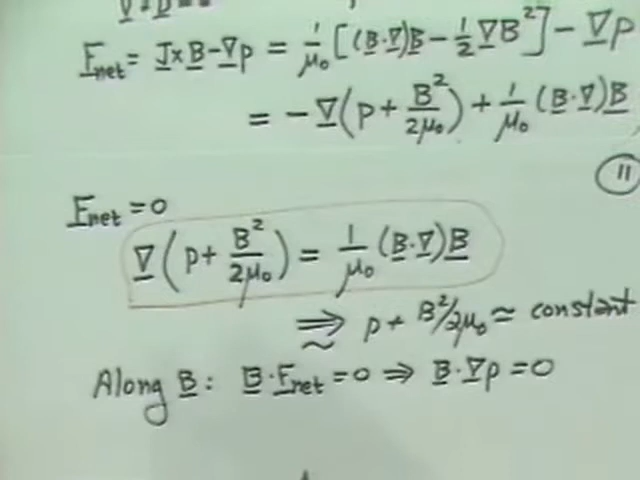 F_net = J×B − ∇p = 1/μ₀ [(B·∇)B − ½∇B²] − ∇p
= −∇(p + B²/2μ₀) + 1/μ₀ (B·∇)B
11
F_net = 0
∇(p + B²/2μ₀) = 1/μ₀ (B·∇)B
⇒ p + B²/2μ₀ ≃ constant
~
Along B: B·F_net = 0 ⇒ B·∇p = 0